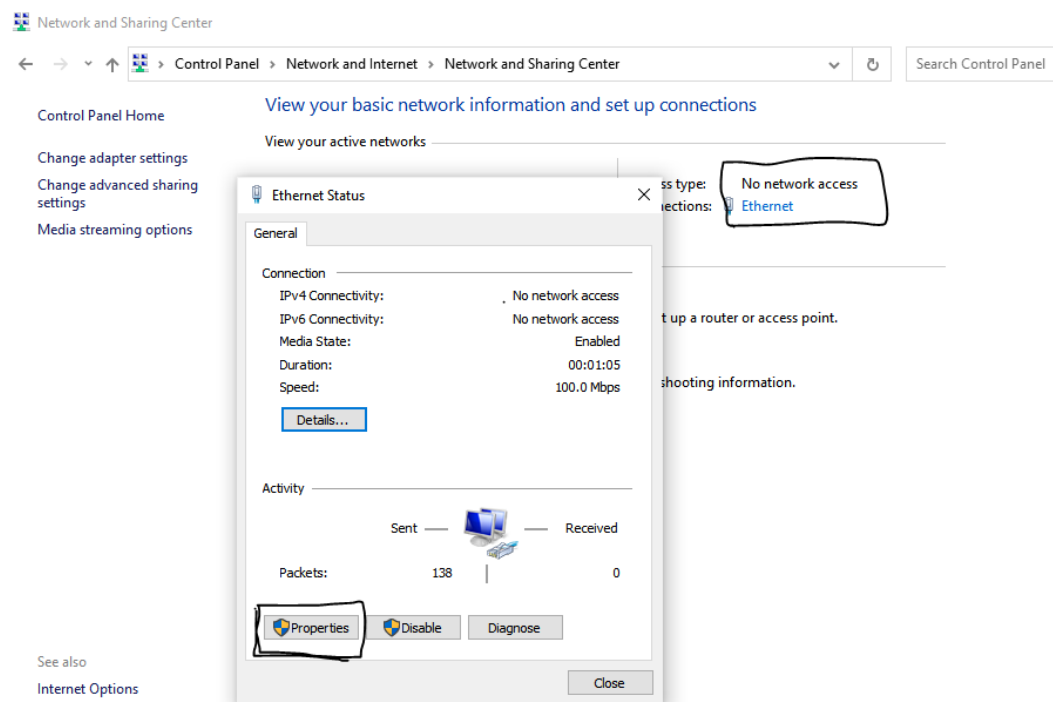 Network and Sharing Center
Control Panel > Network and Internet > Network and Sharing Center
Search Control Panel
Control Panel Home
Change adapter settings
Change advanced sharing
settings
Media streaming options
See also
Internet Options
View your basic network information and set up connections
View your active networks
ss type: No network access
nections: Ethernet
t up a router or access point.
shooting information.
Ethernet Status
General
Connection
IPv4 Connectivity: No network access
IPv6 Connectivity: No network access
Media State: Enabled
Duration: 00:01:05
Speed: 100.0 Mbps
Details...
Activity
Sent Received
Packets: 138 0
Properties Disable Diagnose
Close